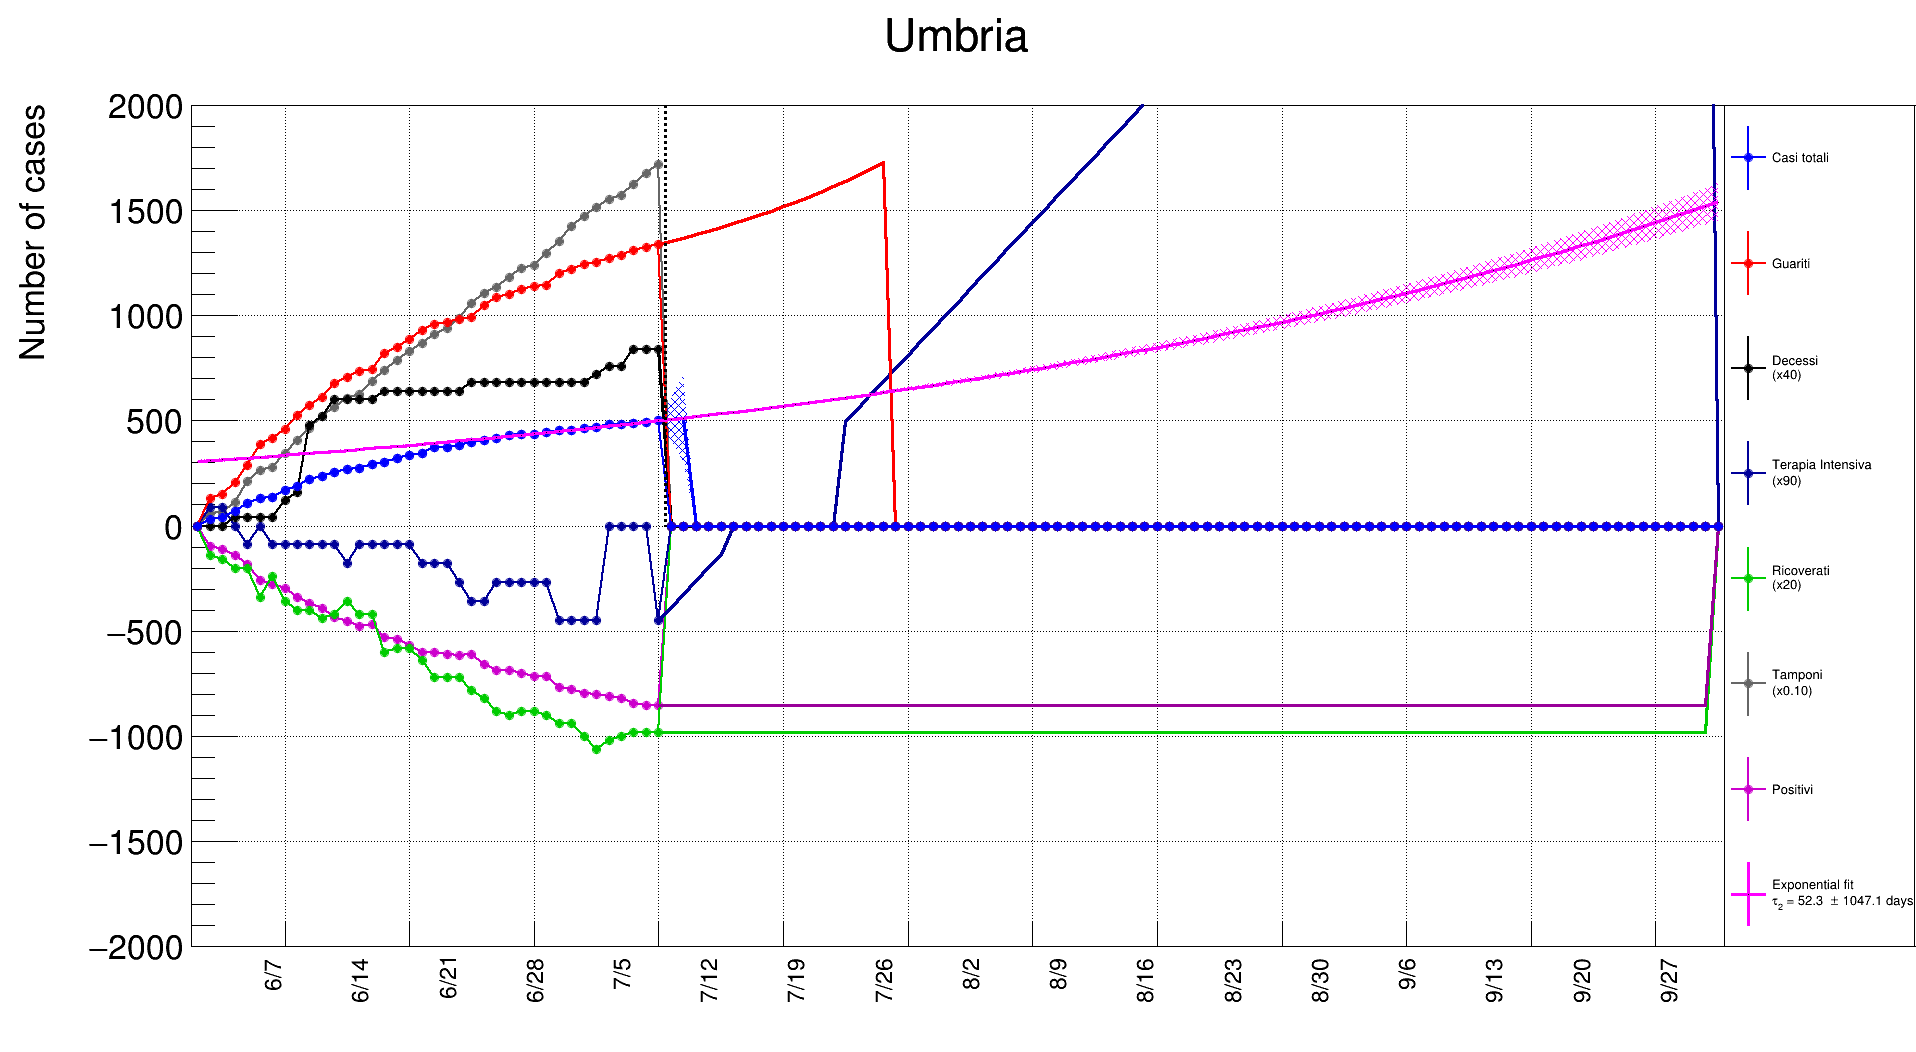 Umbria
Number of cases
2000
1500
1000
500
0
−500
−1000
−1500
−2000
6/7
6/14
6/21
6/28
7/5
7/12
7/19
7/26
8/2
8/9
8/16
8/23
8/30
9/6
9/13
9/20
9/27
Casi totali
Guariti
Decessi
(x40)
Terapia Intensiva
(x90)
Ricoverati
(x20)
Tamponi
(x0.10)
Positivi
Exponential fit
τ2 = 52.3 ± 1047.1 days